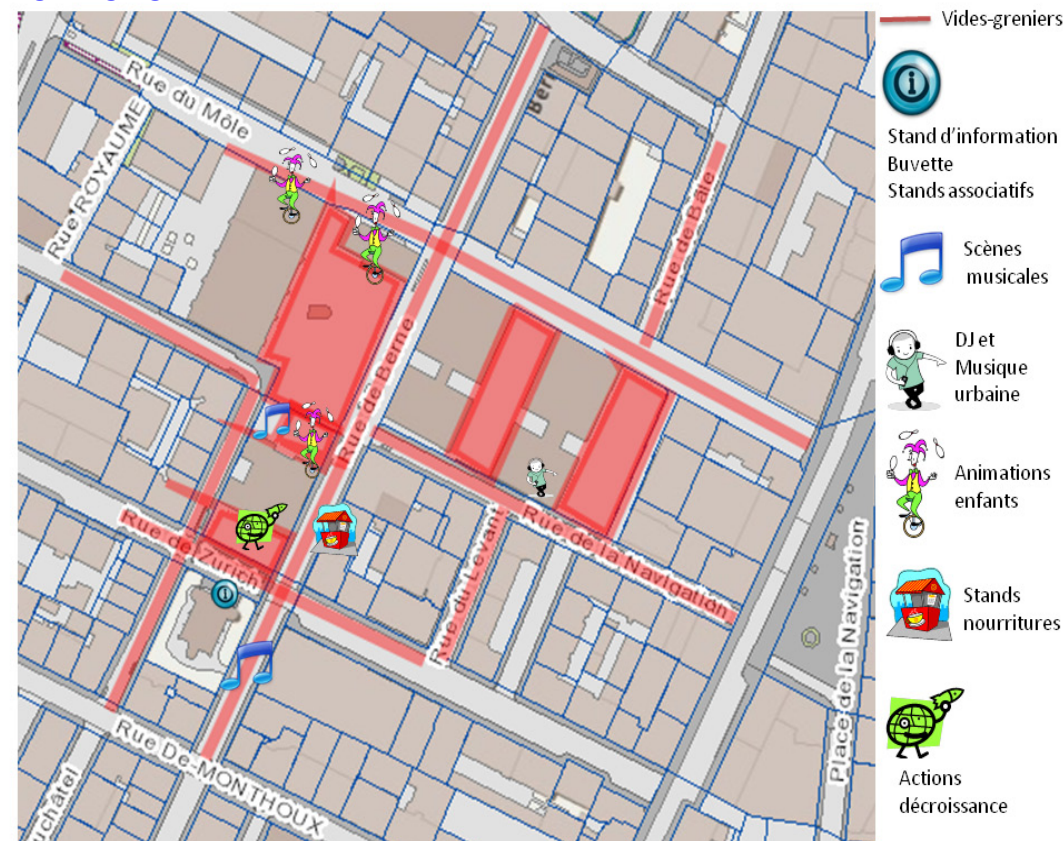 Rue du Môle
Rue ROYAUME
Bern
Rue de Bâle
Rue de Berne
Rue de Zurich
Rue du Levant
Rue de la Navigation
Place de la Navigation
Rue De-MONTHOUX
uchâtel
Vides-greniers
i
Stand d'information
Buvette
Stands associatifs
Scènes
musicales
DJ et
Musique
urbaine
Animations
enfants
Stands
nourritures
Actions
décroissance